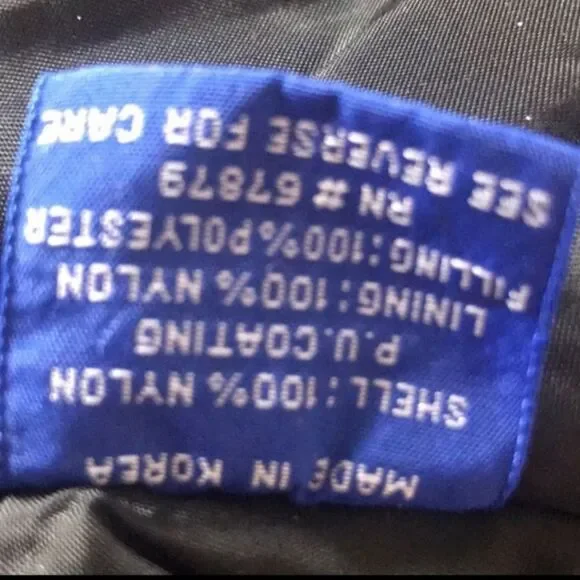 MADE IN KOREA
SHELL:100% NYLON
P.U.COATING
LINING:100% NYLON
FILLING:100%POLYESTER
RN # 67879
SEE REVERSE FOR CARE